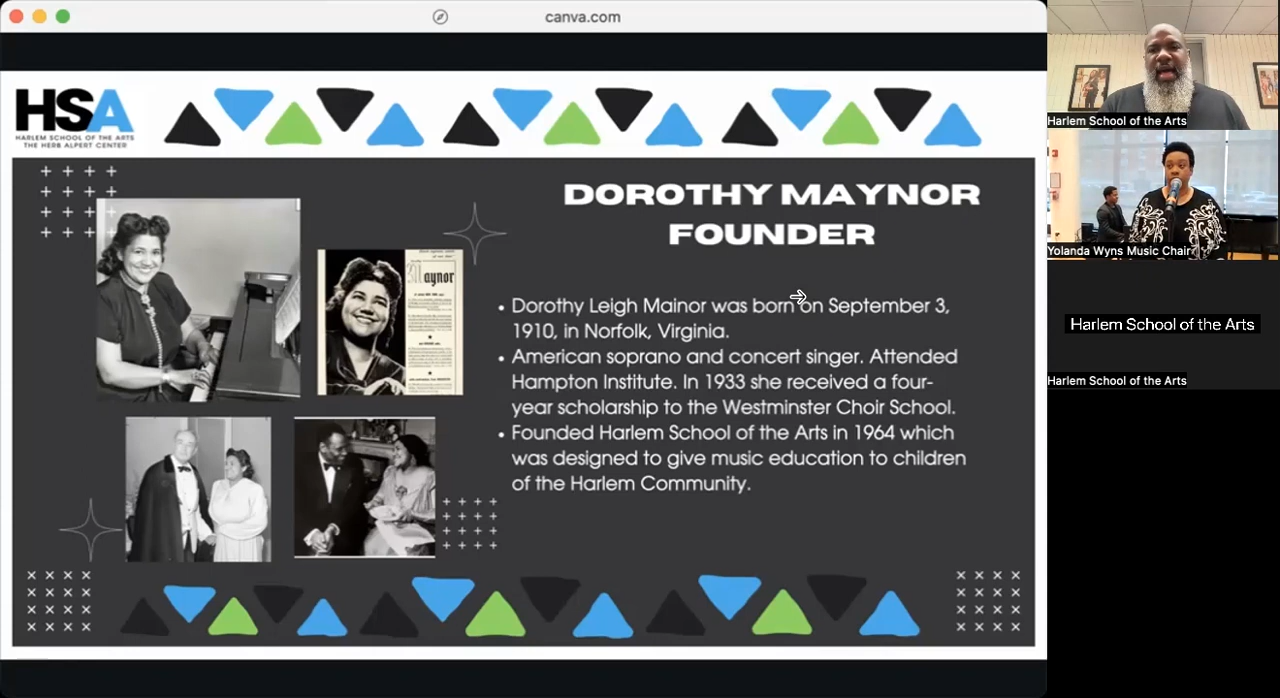 canva.com
HSA
HARLEM SCHOOL OF THE ARTS
THE HERB ALPERT CENTER
DOROTHY MAYNOR
FOUNDER
aynor
• Dorothy Leigh Mainor was born on September 3,
1910, in Norfolk, Virginia.
• American soprano and concert singer. Attended
Hampton Institute. In 1933 she received a four-
year scholarship to the Westminster Choir School.
• Founded Harlem School of the Arts in 1964 which
was designed to give music education to children
of the Harlem Community.
Harlem School of the Arts
Yolanda Wyns Music Chair
Harlem School of the Arts
Harlem School of the Arts